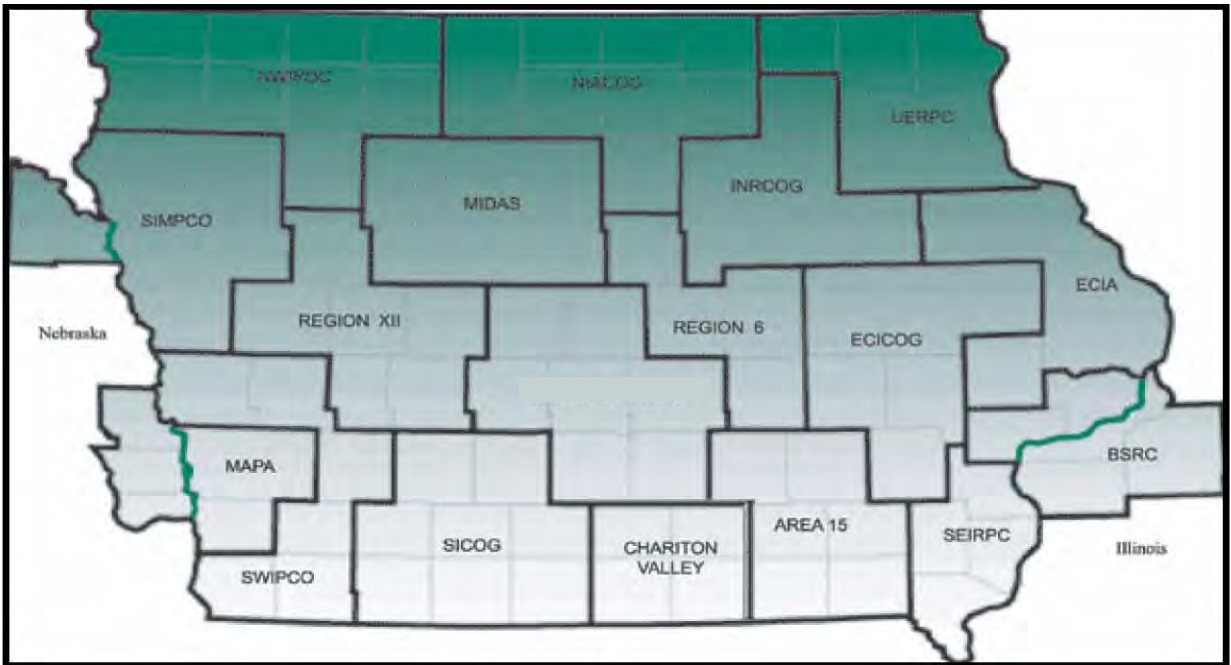 NWIPDC
NIACOG
UERPC
INRCOG
MIDAS
SIMPCO
ECIA
REGION XII
REGION 6
ECICOG
Nebraska
MAPA
BSRC
AREA 15
SEIRPC
SICOG
CHARITON
VALLEY
Illinois
SWIPCO